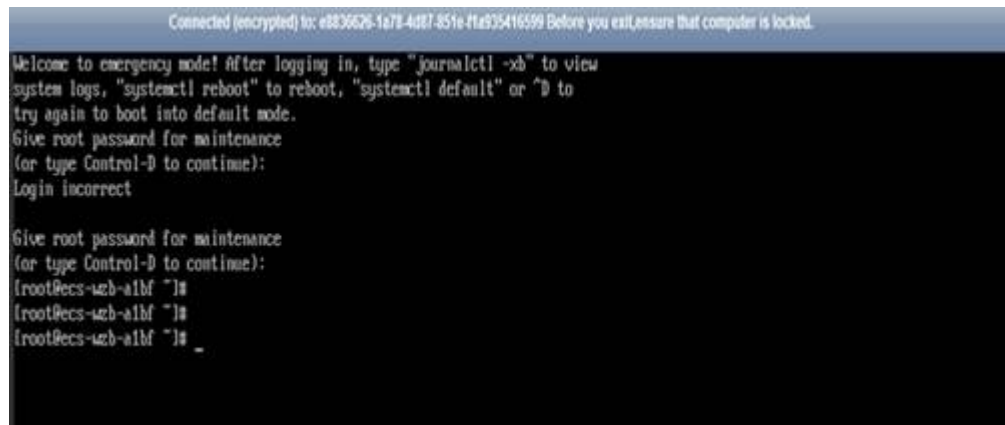 Connected (encrypted) to: e8836626-1a78-4d87-851e-f1a935416599 Before you exit,ensure that computer is locked.
Welcome to emergency mode! After logging in, type "journalctl -xb" to view
system logs, "systemctl reboot" to reboot, "systemctl default" or ^D to
try again to boot into default mode.
Give root password for maintenance
(or type Control-D to continue):
Login incorrect
Give root password for maintenance
(or type Control-D to continue):
[root@ecs-wzb-a1bf ~]#
[root@ecs-wzb-a1bf ~]#
[root@ecs-wzb-a1bf ~]# _